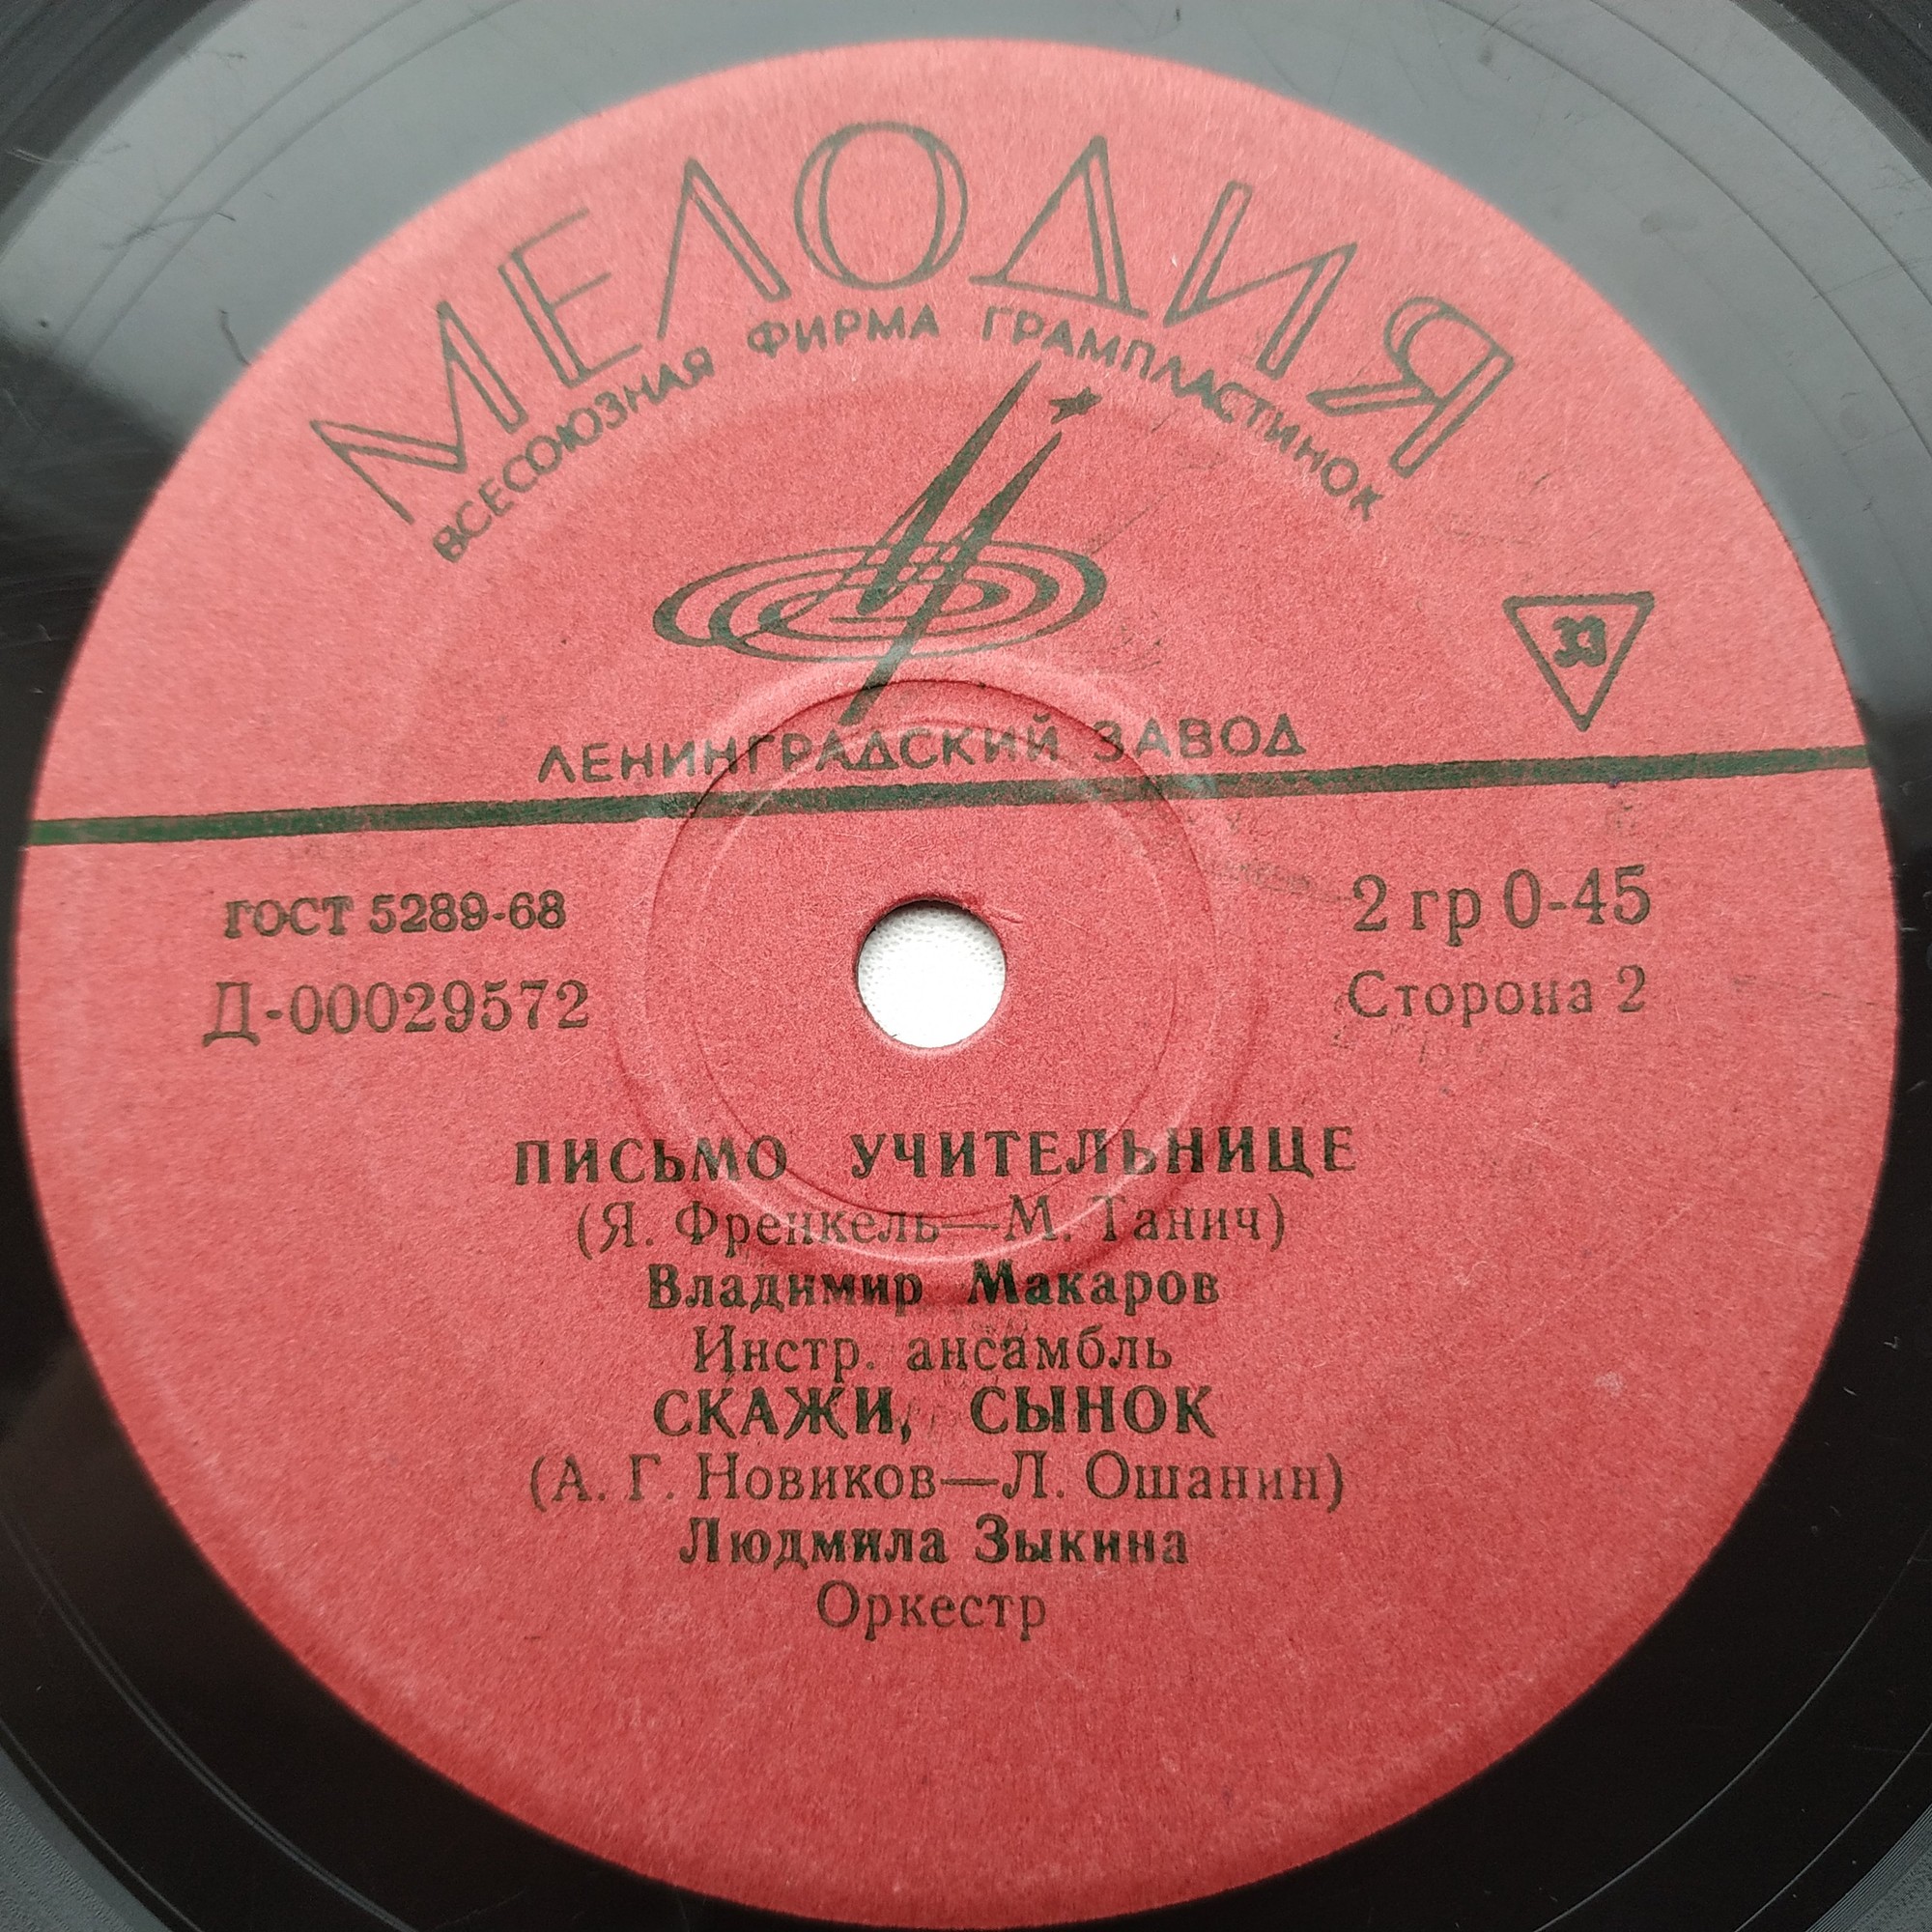 МЕЛОДИЯ
ВСЕСОЮЗНАЯ ФИРМА ГРАМПЛАСТИНОК
33
ЛЕНИНГРАДСКИЙ ЗАВОД
ГОСТ 5289-68
2 гр 0-45
Д-00029572
Сторона 2
ПИСЬМО УЧИТЕЛЬНИЦЕ
(Я. Френкель—М. Танич)
Владимир Макаров
Инстр. ансамбль
СКАЖИ, СЫНОК
(А. Г. Новиков—Л. Ошанин)
Людмила Зыкина
Оркестр